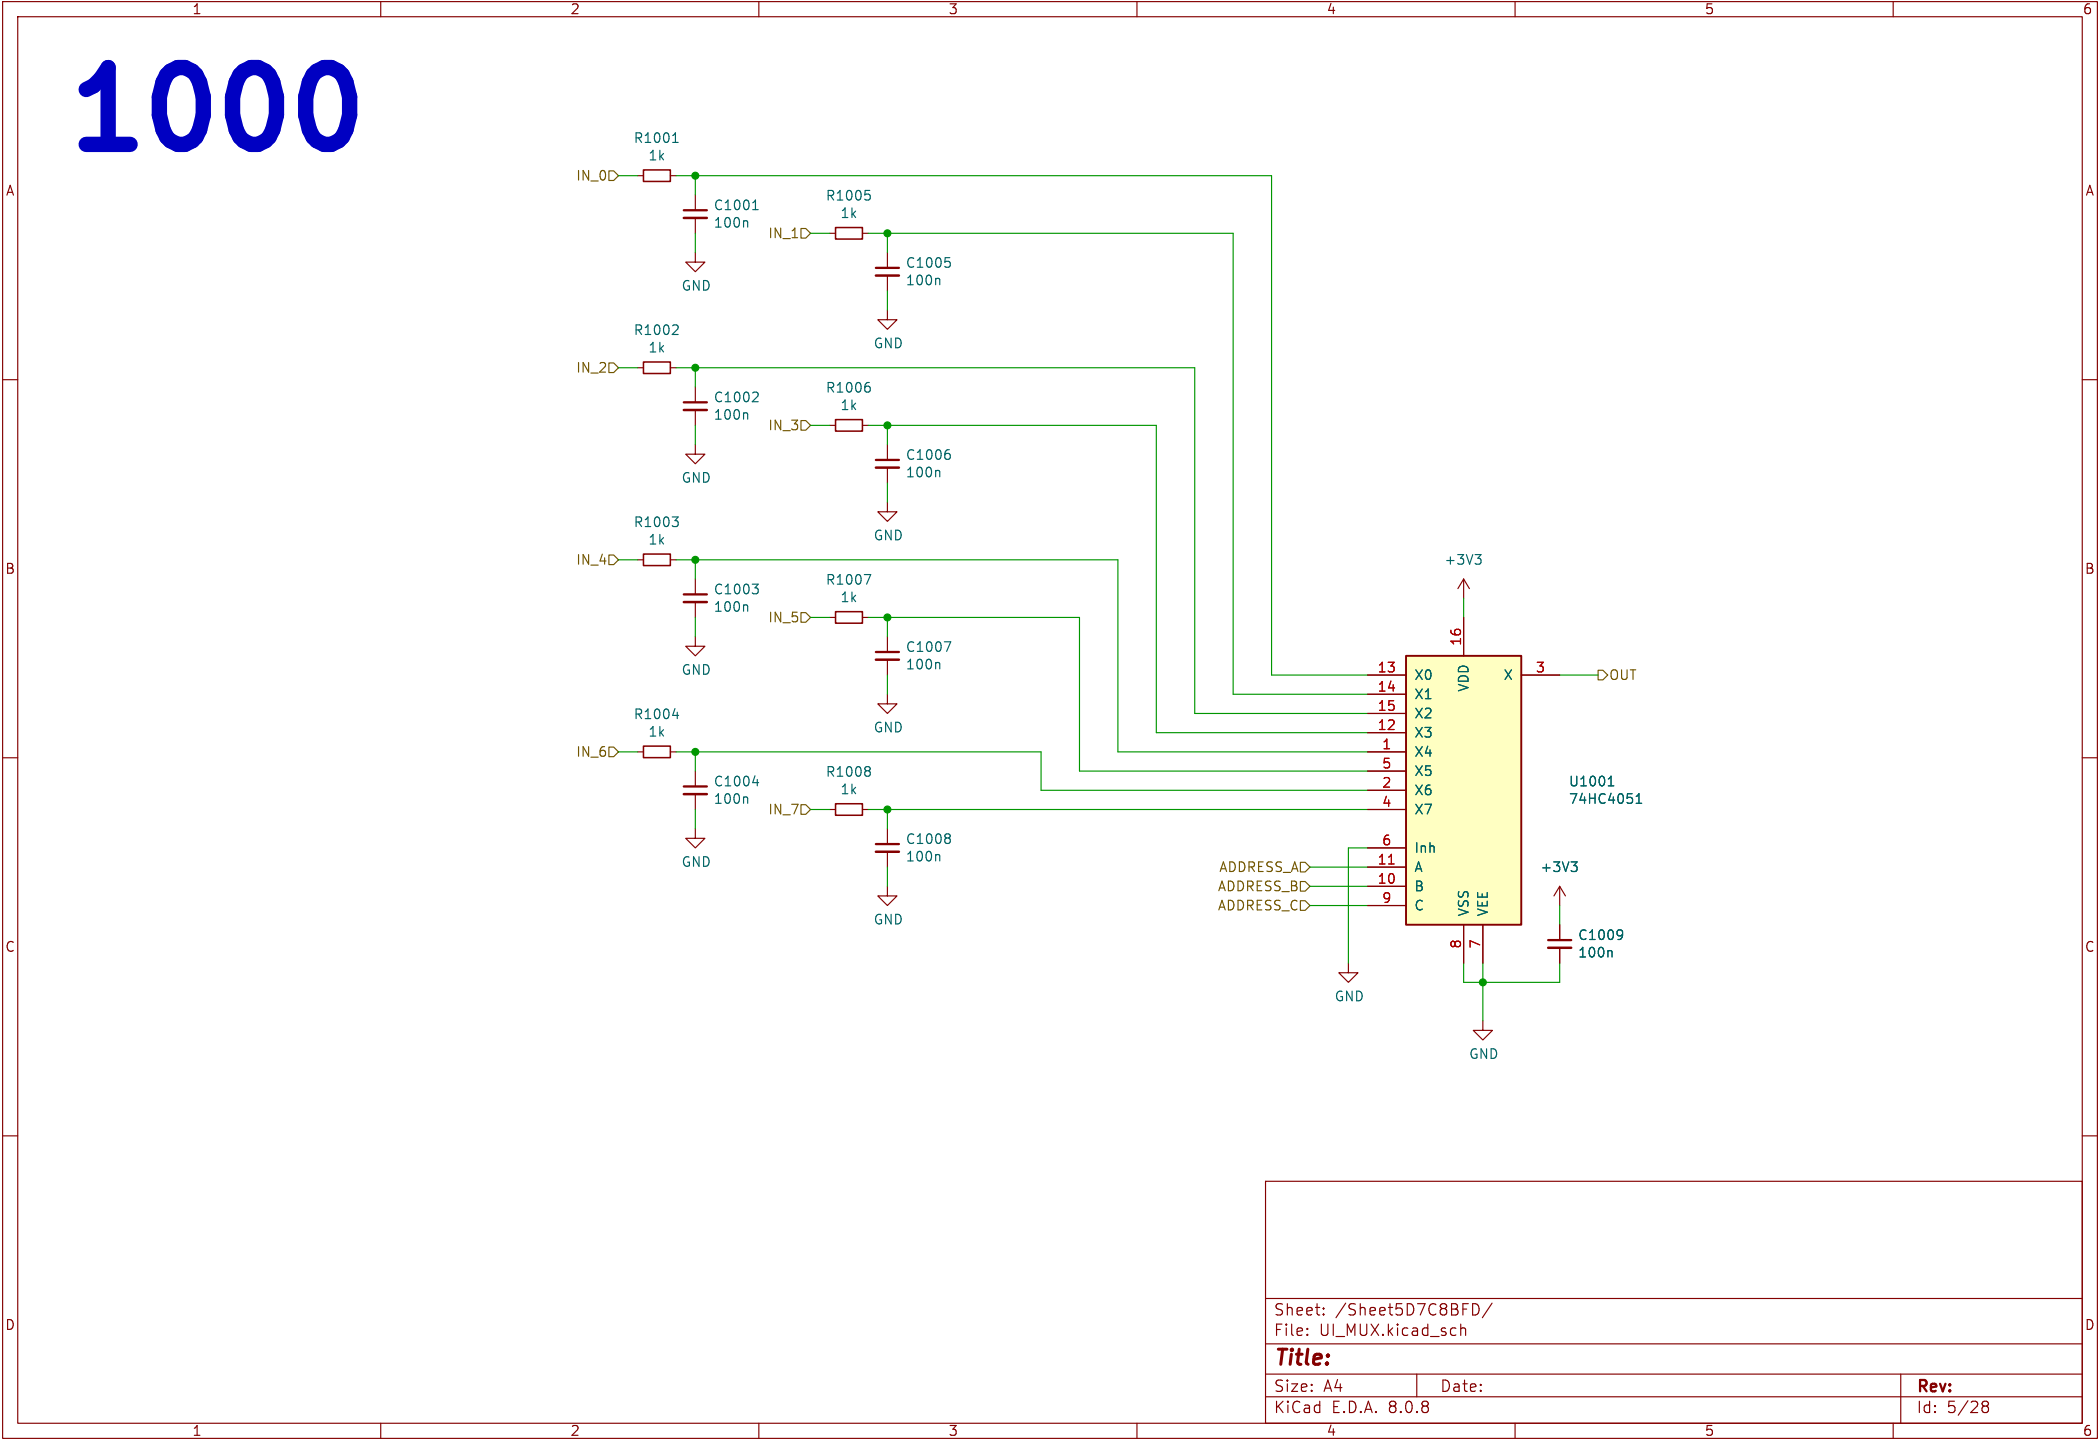 1 2 3 4 5 6
1000
A A
B B
C C
D D
R1001
1k
IN_0
C1001
100n
GND
R1005
1k
IN_1
C1005
100n
GND
R1002
1k
IN_2
C1002
100n
GND
R1006
1k
IN_3
C1006
100n
GND
R1003
1k
IN_4
C1003
100n
GND
R1007
1k
IN_5
C1007
100n
GND
R1004
1k
IN_6
C1004
100n
GND
R1008
1k
IN_7
C1008
100n
GND
+3V3
16
VDD
13 X0
14 X1
15 X2
12 X3
1 X4
5 X5
2 X6
4 X7
6 Inh
11 A
10 B
9 C
X 3
OUT
U1001
74HC4051
ADDRESS_A
ADDRESS_B
ADDRESS_C
VSS
VEE
8
7
GND
GND
+3V3
C1009
100n
Sheet: /Sheet5D7C8BFD/
File: UI_MUX.kicad_sch
Title:
Size: A4 Date: Rev:
KiCad E.D.A. 8.0.8 Id: 5/28
1 2 3 4 5 6